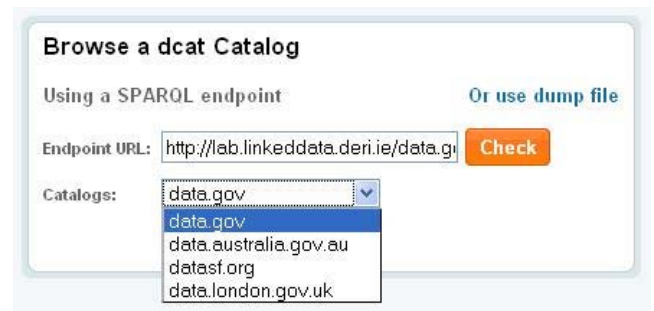 Browse a dcat Catalog
Using a SPARQL endpoint Or use dump file
Endpoint URL: http://lab.linkeddata.deri.ie/data.g Check
Catalogs: data.gov
data.gov
data.australia.gov.au
datasf.org
data.london.gov.uk